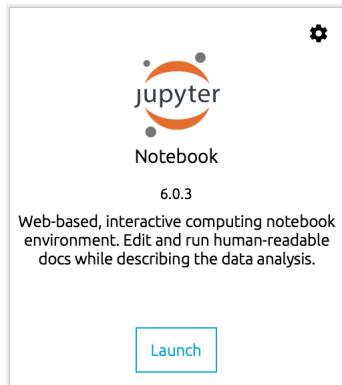 jupyter
Notebook
6.0.3
Web-based, interactive computing notebook
environment. Edit and run human-readable
docs while describing the data analysis.
Launch